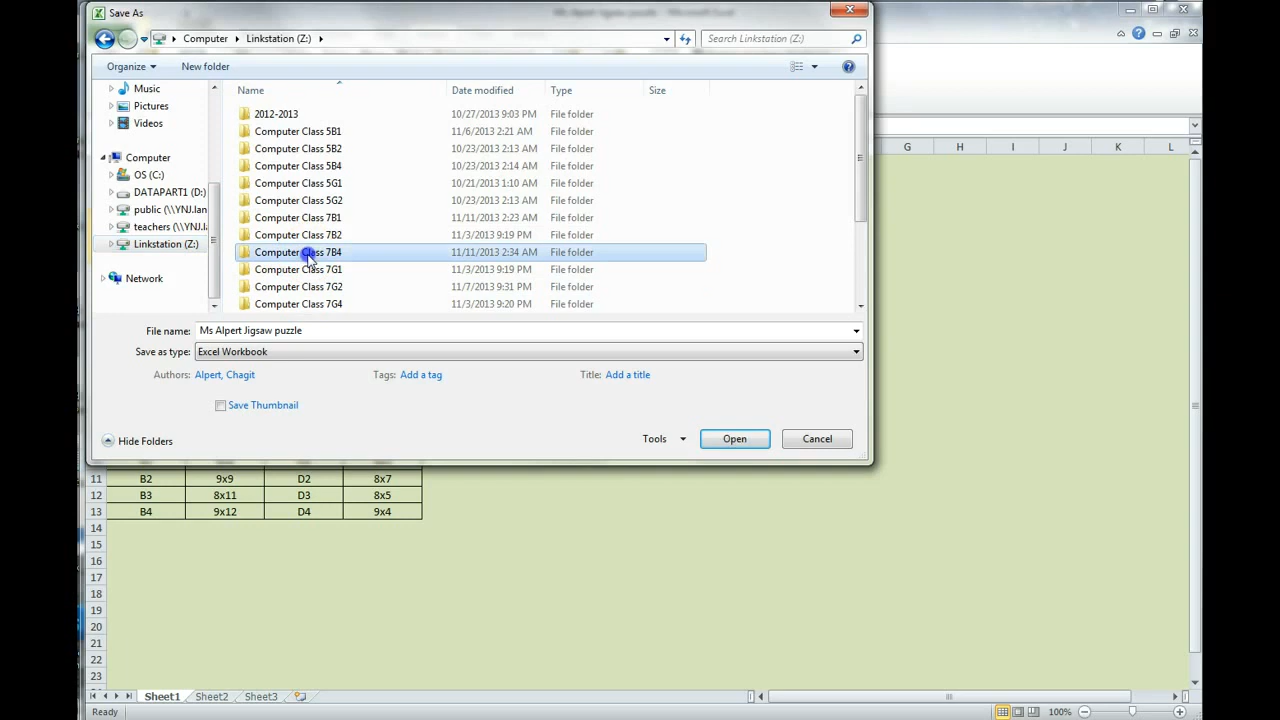 Save As
Ms Alpert Jigsaw puzzle - Microsoft Excel
Computer Linkstation (Z:)
Search Linkstation (Z:)
Organize New folder
Name Date modified Type Size
Music
Pictures
Videos
Computer
OS (C:)
DATAPART1 (D:)
public (\\YNJ.lan
teachers (\\YNJ.la
Linkstation (Z:)
Network
2012-2013 10/27/2013 9:03 PM File folder
Computer Class 5B1 11/6/2013 2:21 AM File folder
Computer Class 5B2 10/23/2013 2:13 AM File folder
Computer Class 5B4 10/23/2013 2:14 AM File folder
Computer Class 5G1 10/21/2013 1:10 AM File folder
Computer Class 5G2 10/23/2013 2:13 AM File folder
Computer Class 7B1 11/11/2013 2:23 AM File folder
Computer Class 7B2 11/3/2013 9:19 PM File folder
Computer Class 7B4 11/11/2013 2:34 AM File folder
Computer Class 7G1 11/3/2013 9:19 PM File folder
Computer Class 7G2 11/7/2013 9:31 PM File folder
Computer Class 7G4 11/3/2013 9:20 PM File folder
File name: Ms Alpert Jigsaw puzzle
Save as type: Excel Workbook
Authors: Alpert, Chagit Tags: Add a tag Title: Add a title
Save Thumbnail
Hide Folders Tools Open Cancel
G H I J K L
11 B2 9x9 D2 8x7
12 B3 8x11 D3 8x5
13 B4 9x12 D4 9x4
14
15
16
17
18
19
20
21
22
23
Sheet1 Sheet2 Sheet3
Ready 100%